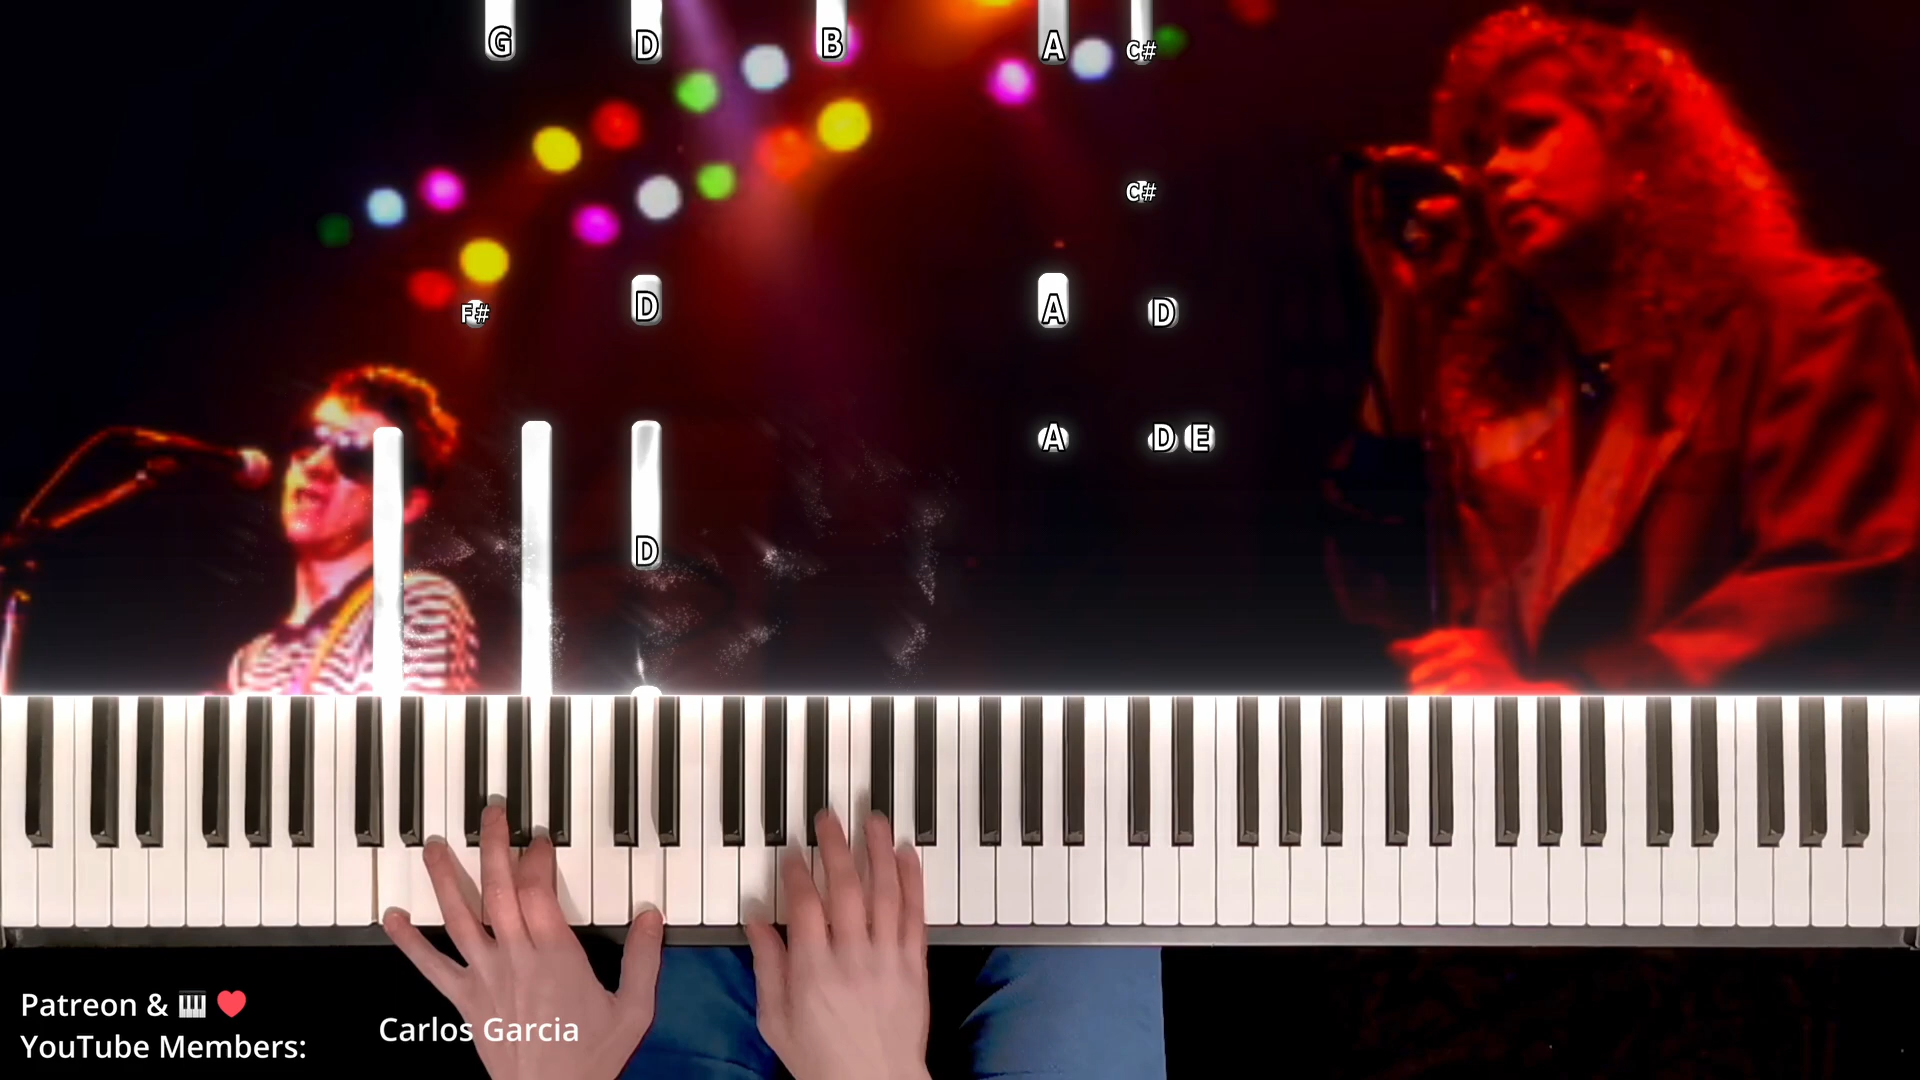 G D B A C#
C#
F# D A D
A D E
D
Patreon & 🎹 ❤️
YouTube Members:
Carlos Garcia